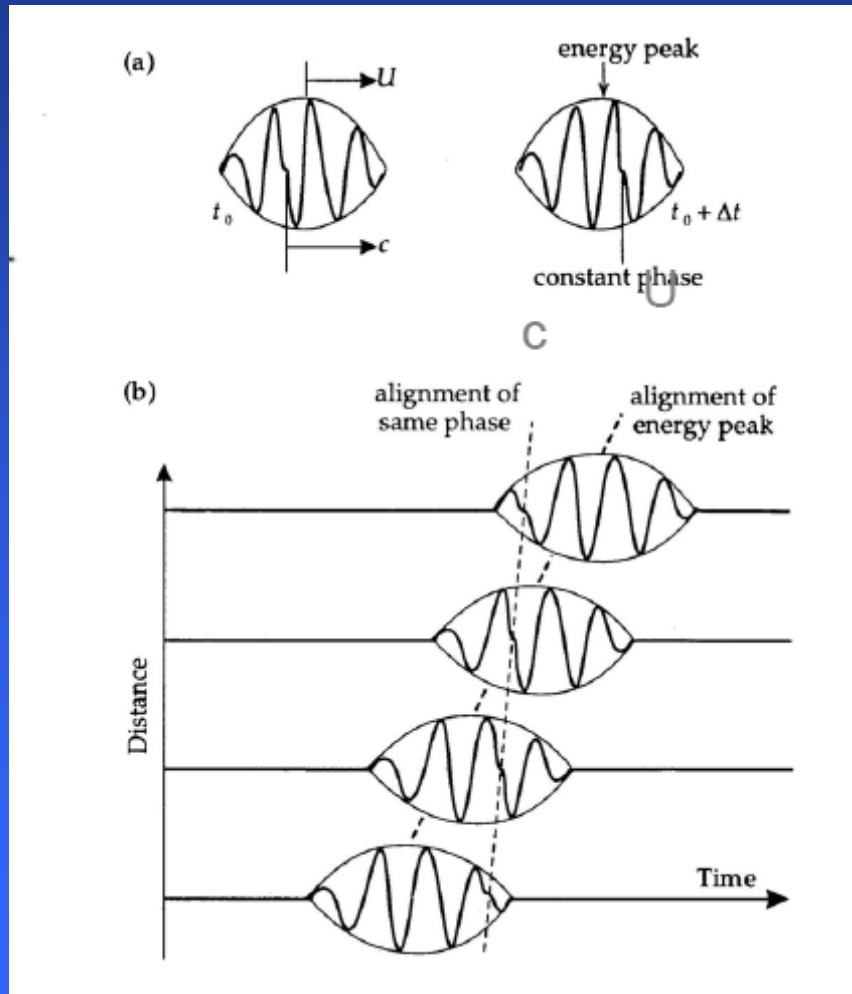 (a)
U
energy peak
t₀
t₀ + Δt
c
constant phase
U
C
(b)
alignment of
same phase
alignment of
energy peak
Distance
Time